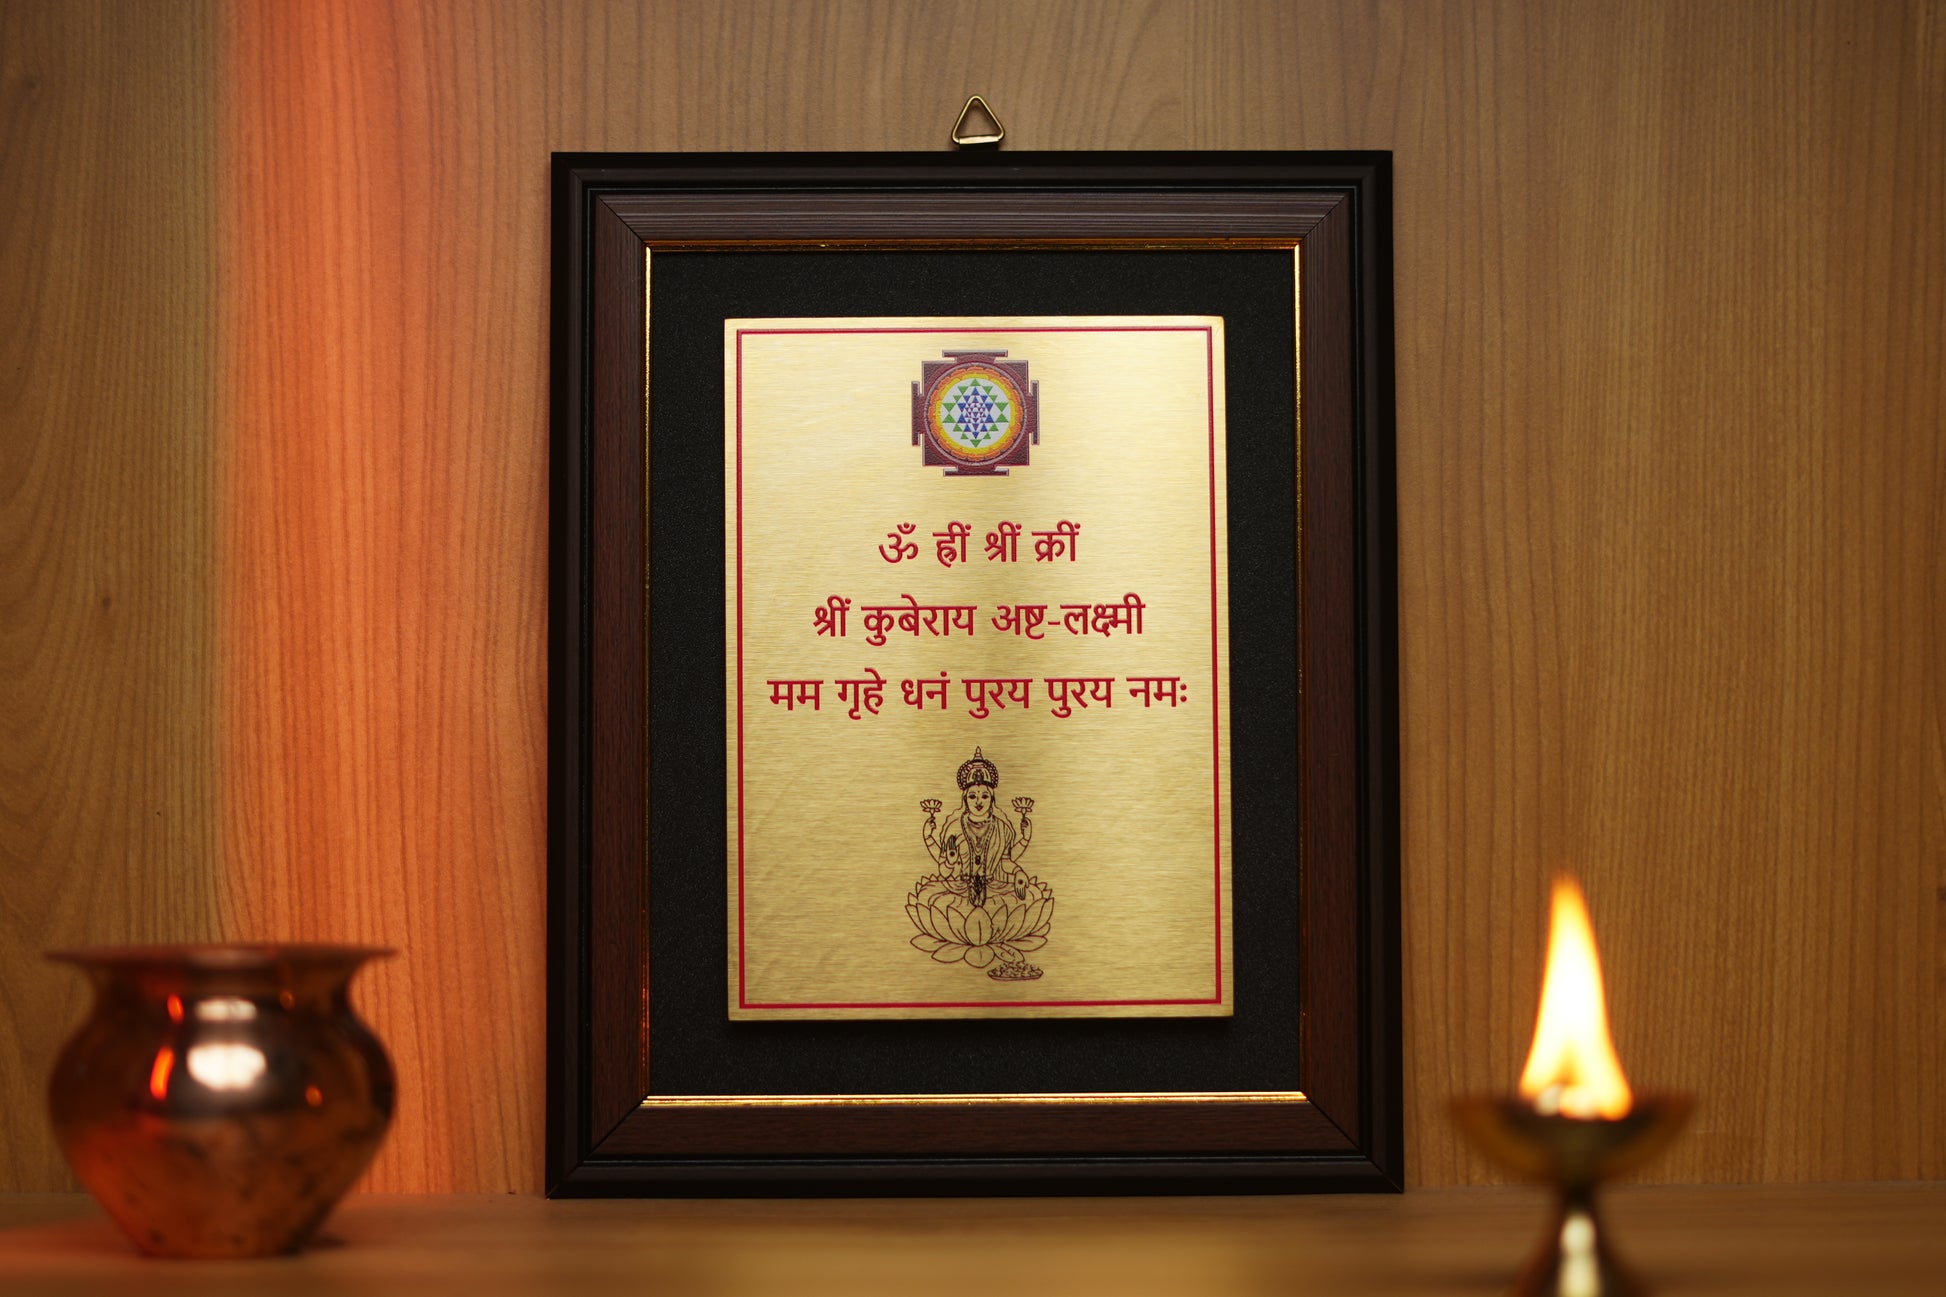 ॐ ह्रीं श्रीं क्रीं
श्रीं कुबेराय अष्ट-लक्ष्मी
मम गृहे धनं पुरय पुरय नमः